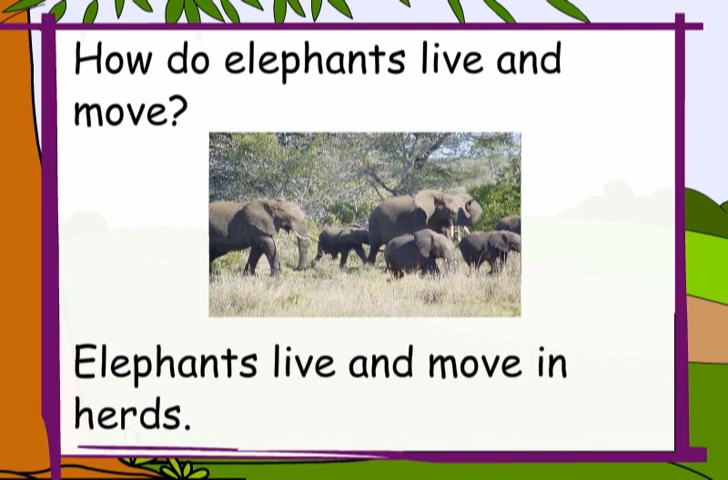 How do elephants live and
move?
Elephants live and move in
herds.